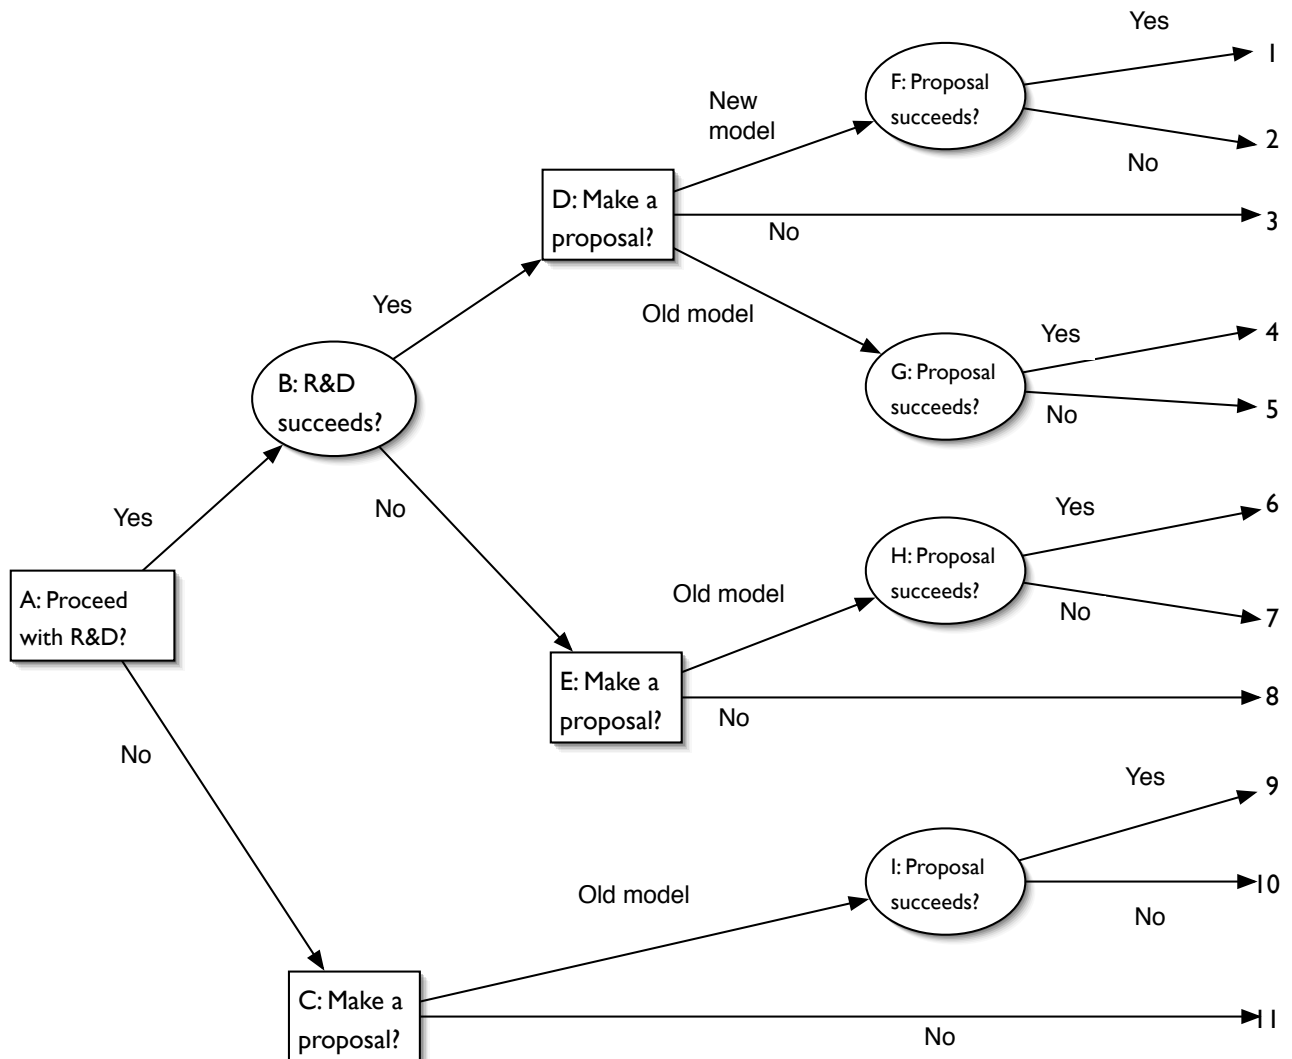 Yes
1
F: Proposal
succeeds?
New
model
2
No
D: Make a
proposal?
No
3
Yes
Old model
Yes
4
G: Proposal
succeeds?
B: R&D
succeeds?
No
5
Yes
No
Yes
6
H: Proposal
succeeds?
Old model
No
7
A: Proceed
with R&D?
E: Make a
proposal?
No
8
No
Yes
9
I: Proposal
succeeds?
Old model
10
No
C: Make a
proposal?
No
11